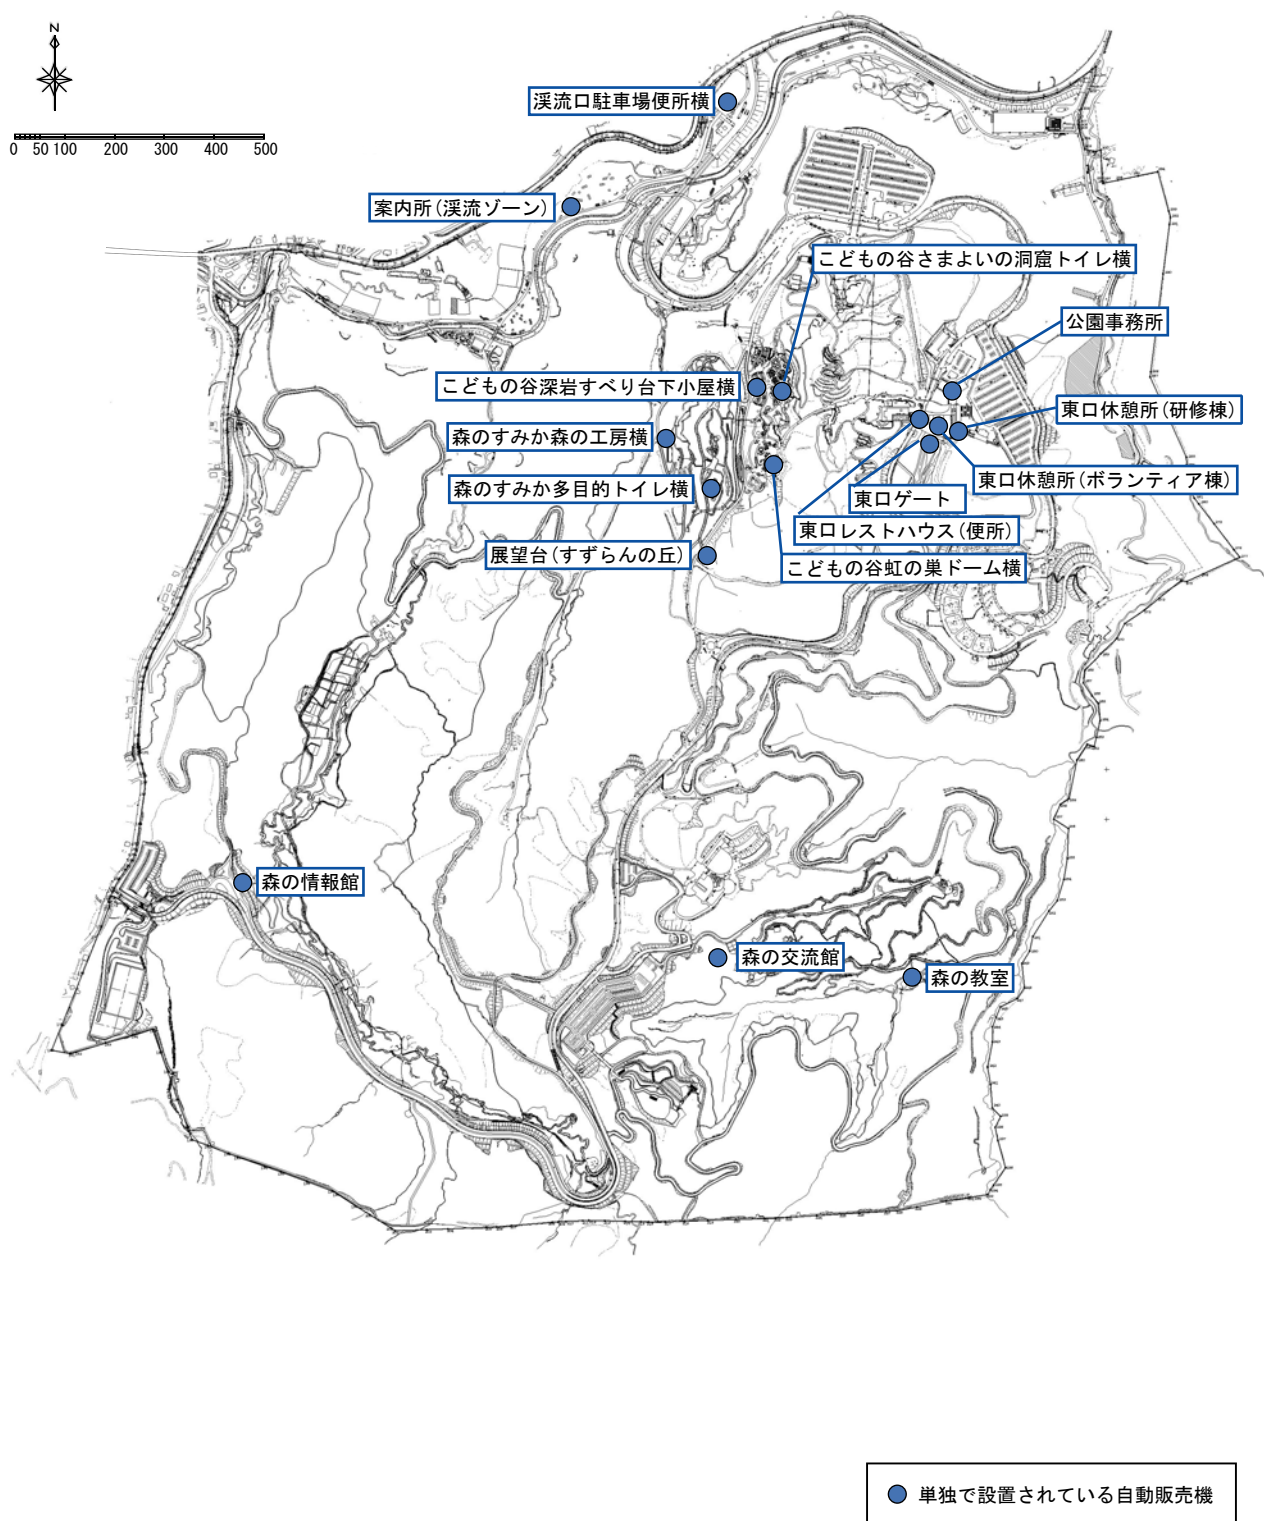 N
0 50 100 200 300 400 500
渓流口駐車場便所横
案内所(渓流ゾーン)
こどもの谷さまよいの洞窟トイレ横
公園事務所
こどもの谷深岩すべり台下小屋横
東口休憩所(研修棟)
森のすみか森の工房横
東口休憩所(ボランティア棟)
森のすみか多目的トイレ横
東口ゲート
東口レストハウス(便所)
展望台(すずらんの丘)
こどもの谷虹の巣ドーム横
森の情報館
森の交流館
森の教室
単独で設置されている自動販売機